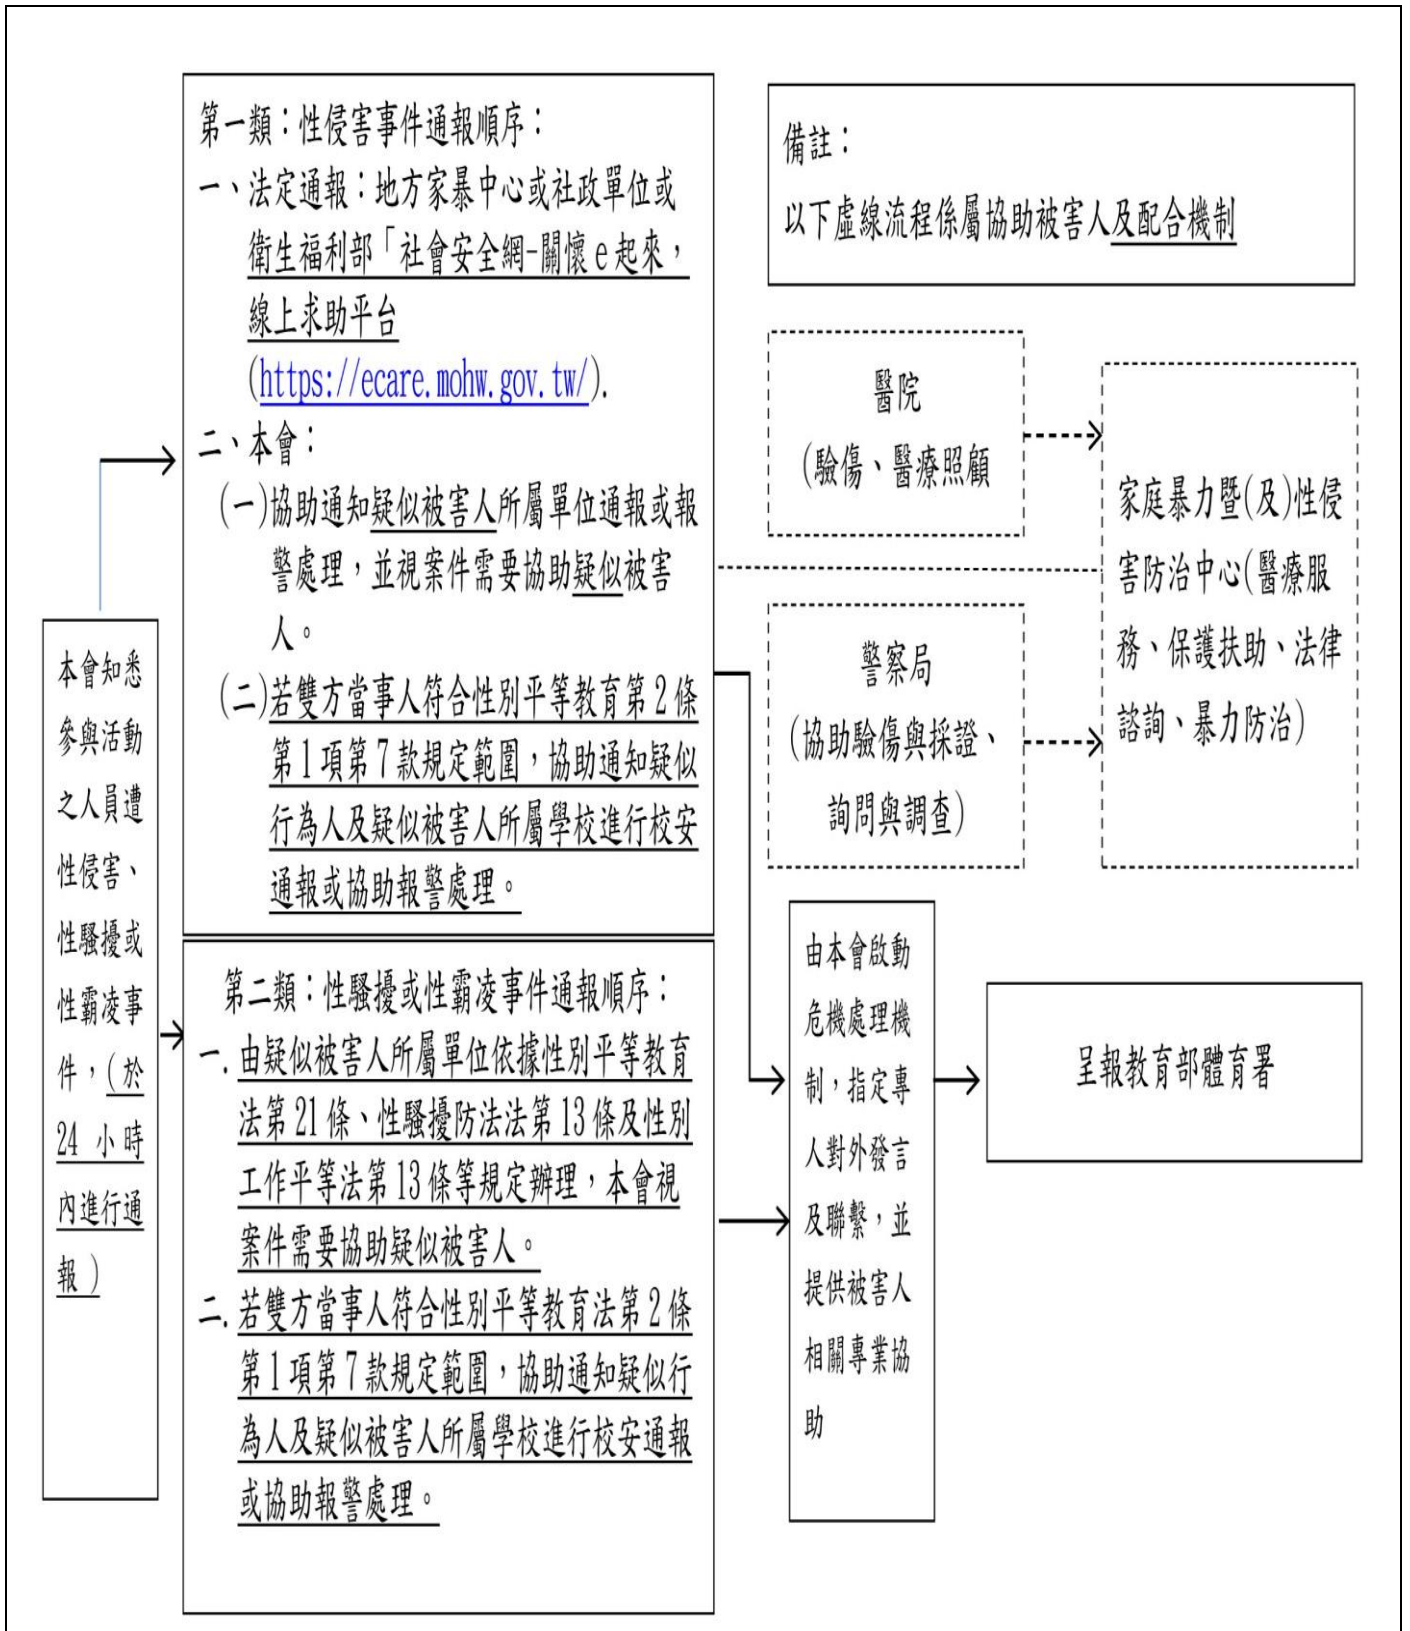 第一類：性侵害事件通報順序：
一、法定通報：地方家暴中心或社政單位或
衛生福利部「社會安全網-關懷e起來，
線上求助平台
(https://ecare.mohw.gov.tw/).
二、本會：
(一)協助通知疑似被害人所屬單位通報或報
警處理，並視案件需要協助疑似被害
人。
(二)若雙方當事人符合性別平等教育第2條
第1項第7款規定範圍，協助通知疑似
行為人及疑似被害人所屬學校進行校安
通報或協助報警處理。
備註：
以下虛線流程係屬協助被害人及配合機制
醫院
(驗傷、醫療照顧
警察局
(協助驗傷與採證、
詢問與調查)
家庭暴力暨(及)性侵
害防治中心(醫療服
務、保護扶助、法律
諮詢、暴力防治)
本會知悉
參與活動
之人員遭
性侵害、
性騷擾或
性霸凌事
件，(於
24 小時
內進行通
報)
第二類：性騷擾或性霸凌事件通報順序：
一. 由疑似被害人所屬單位依據性別平等教育
法第21條、性騷擾防法法第13條及性別
工作平等法第13條等規定辦理，本會視
案件需要協助疑似被害人。
二. 若雙方當事人符合性別平等教育法第2條
第1項第7款規定範圍，協助通知疑似行
為人及疑似被害人所屬學校進行校安通報
或協助報警處理。
由本會啟動
危機處理機
制，指定專
人對外發言
及聯繫，並
提供被害人
相關專業協
助
呈報教育部體育署